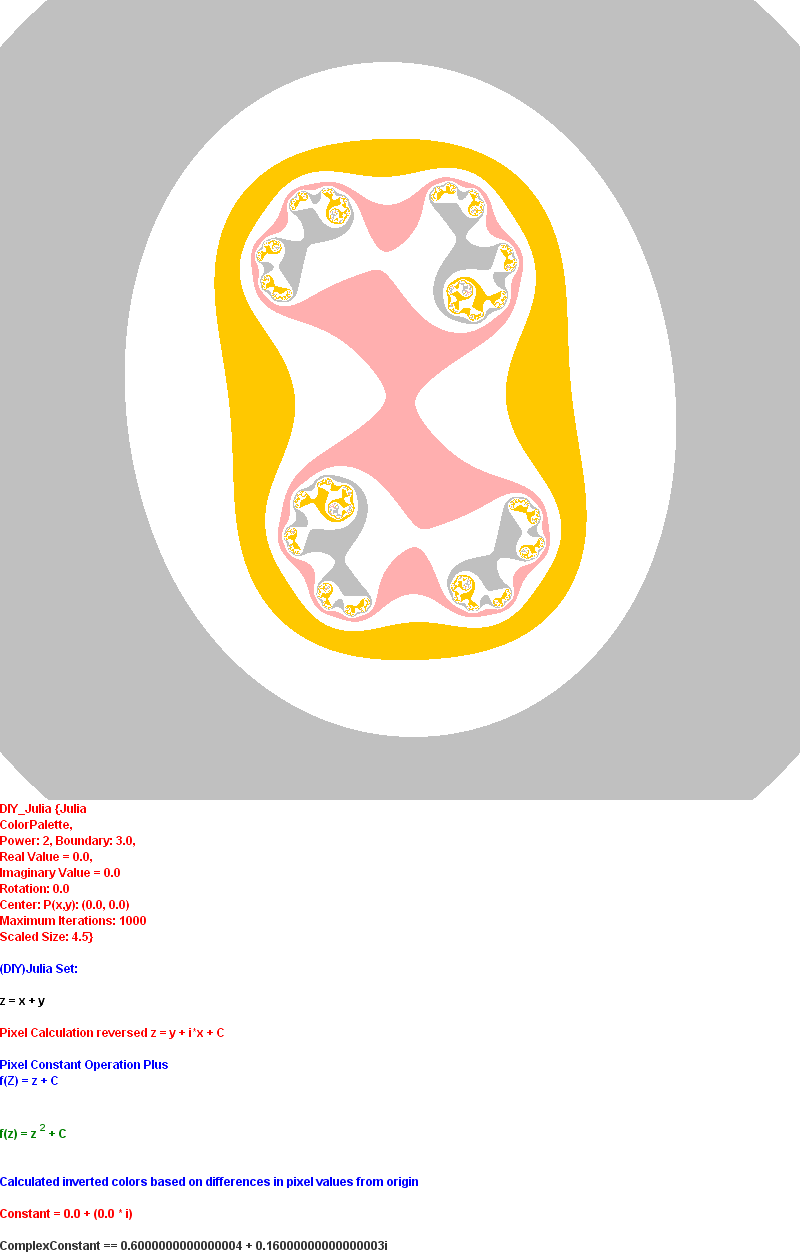 DIY_Julia {Julia
ColorPalette,
Power: 2, Boundary: 3.0,
Real Value = 0.0,
Imaginary Value = 0.0
Rotation: 0.0
Center: P(x,y): (0.0, 0.0)
Maximum Iterations: 1000
Scaled Size: 4.5}
(DIY)Julia Set:
z = x + y
Pixel Calculation reversed z = y + i*x + C
Pixel Constant Operation Plus
f(Z) = z + C
f(z) = z ² + C
Calculated inverted colors based on differences in pixel values from origin
Constant = 0.0 + (0.0 * i)
ComplexConstant == 0.6000000000000004 + 0.16000000000000003i